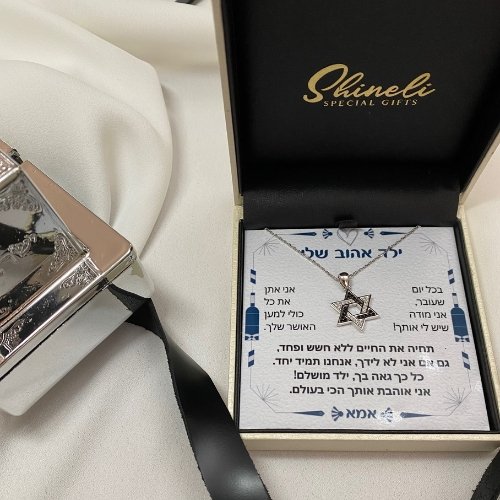 Shineli
SPECIAL GIFTS
ילד אהוב שלי
בכל יום
שעובר,
אני מודה
שיש לי אותך!
אני אתן
את כל
כולי למען
האושר שלך,
תחיה את החיים ללא חשש ופחד,
גם אם אני לא לידך, אנחנו תמיד יחד.
כל כך גאה בך, ילד מושלם!
אני אוהבת אותך הכי בעולם.
אמא